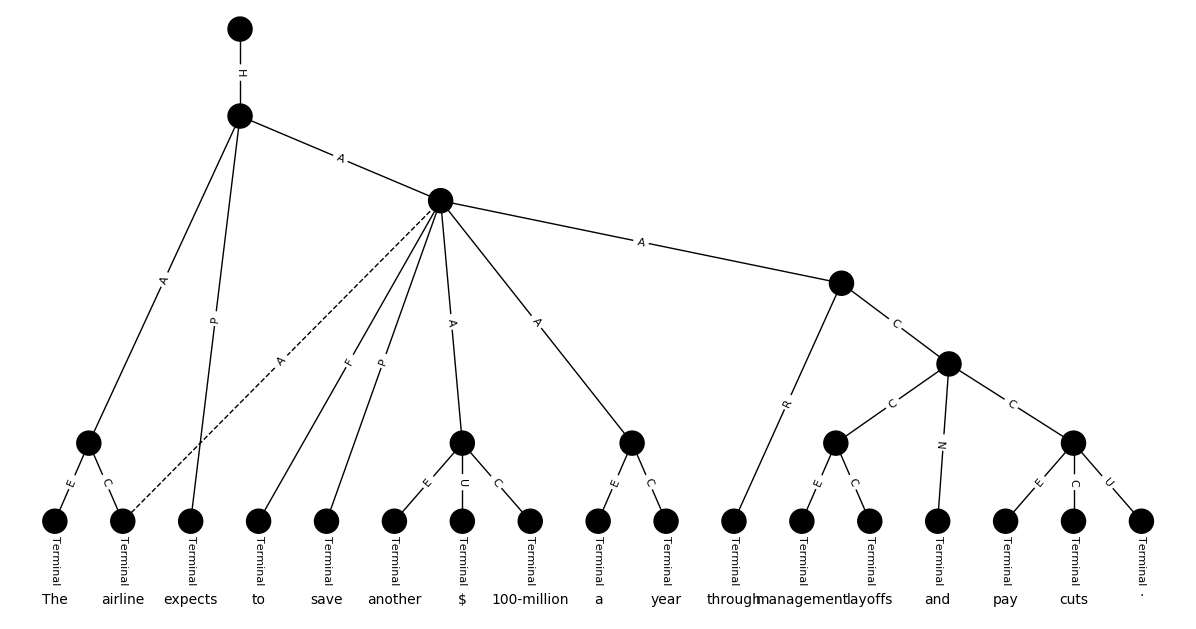 H
A
A
A
P
A
F
P
A
A
R
C
C
N
C
E
C
E
U
C
E
C
E
C
E
C
U
Terminal Terminal Terminal Terminal Terminal Terminal Terminal Terminal Terminal Terminal Terminal Terminal Terminal Terminal Terminal Terminal Terminal
The airline expects to save another $ 100-million a year through management layoffs and pay cuts .